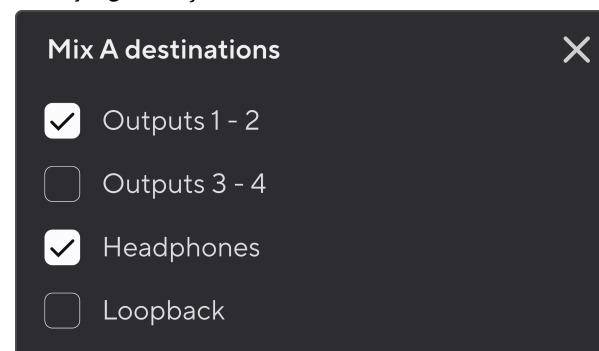 Mix A destinations
Outputs 1 - 2
Outputs 3 - 4
Headphones
Loopback